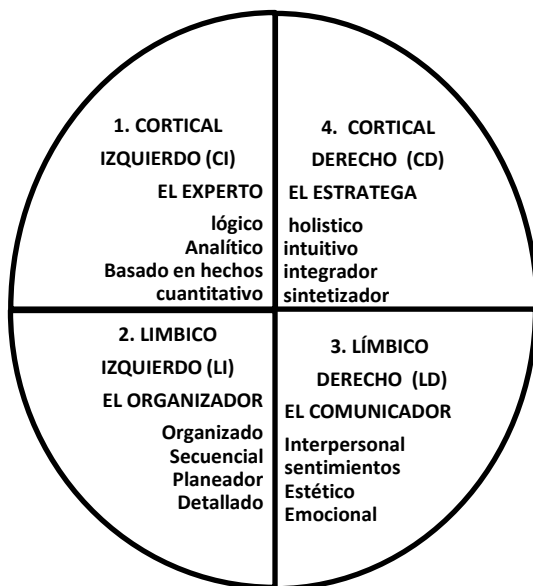 1. CORTICAL
IZQUIERDO (CI)
EL EXPERTO
lógico
Analítico
Basado en hechos
cuantitativo
4. CORTICAL
DERECHO (CD)
EL ESTRATEGA
holistico
intuitivo
integrador
sintetizador
2. LIMBICO
IZQUIERDO (LI)
EL ORGANIZADOR
Organizado
Secuencial
Planeador
Detallado
3. LÍMBICO
DERECHO (LD)
EL COMUNICADOR
Interpersonal
sentimientos
Estético
Emocional